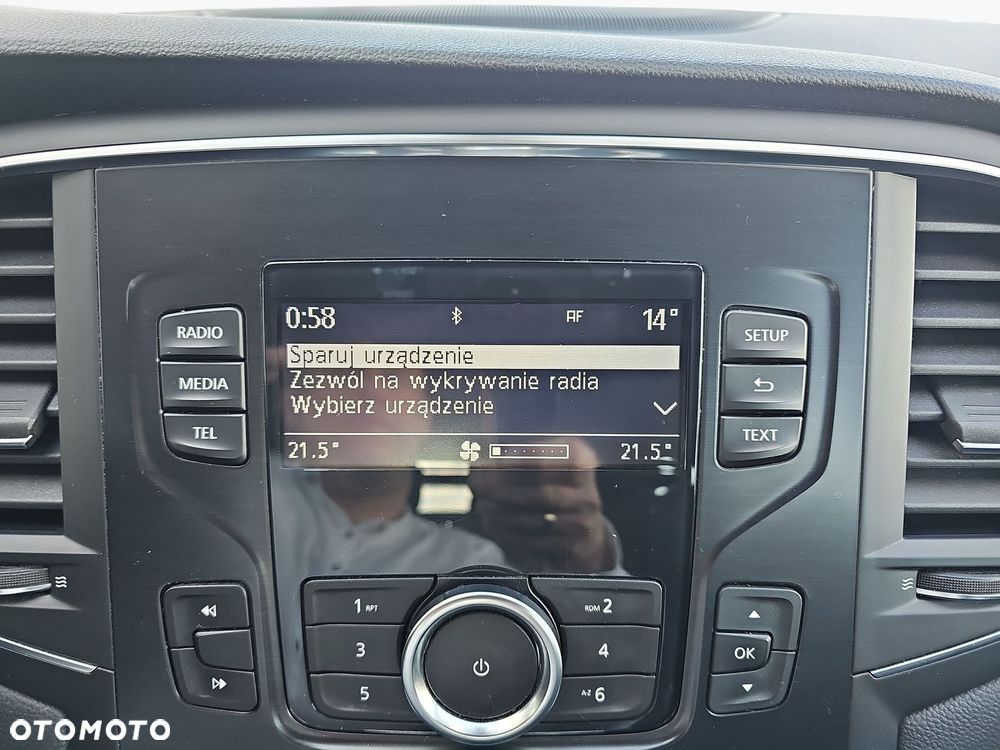 0:58 AF 14°
Sparuj urządzenie
Zezwól na wykrywanie radia
Wybierz urządzenie
21.5° 21.5°
RADIO
MEDIA
TEL
SETUP
TEXT
1 RPT
RDM 2
3
4
5
A-Z 6
OK
OTOMOTO